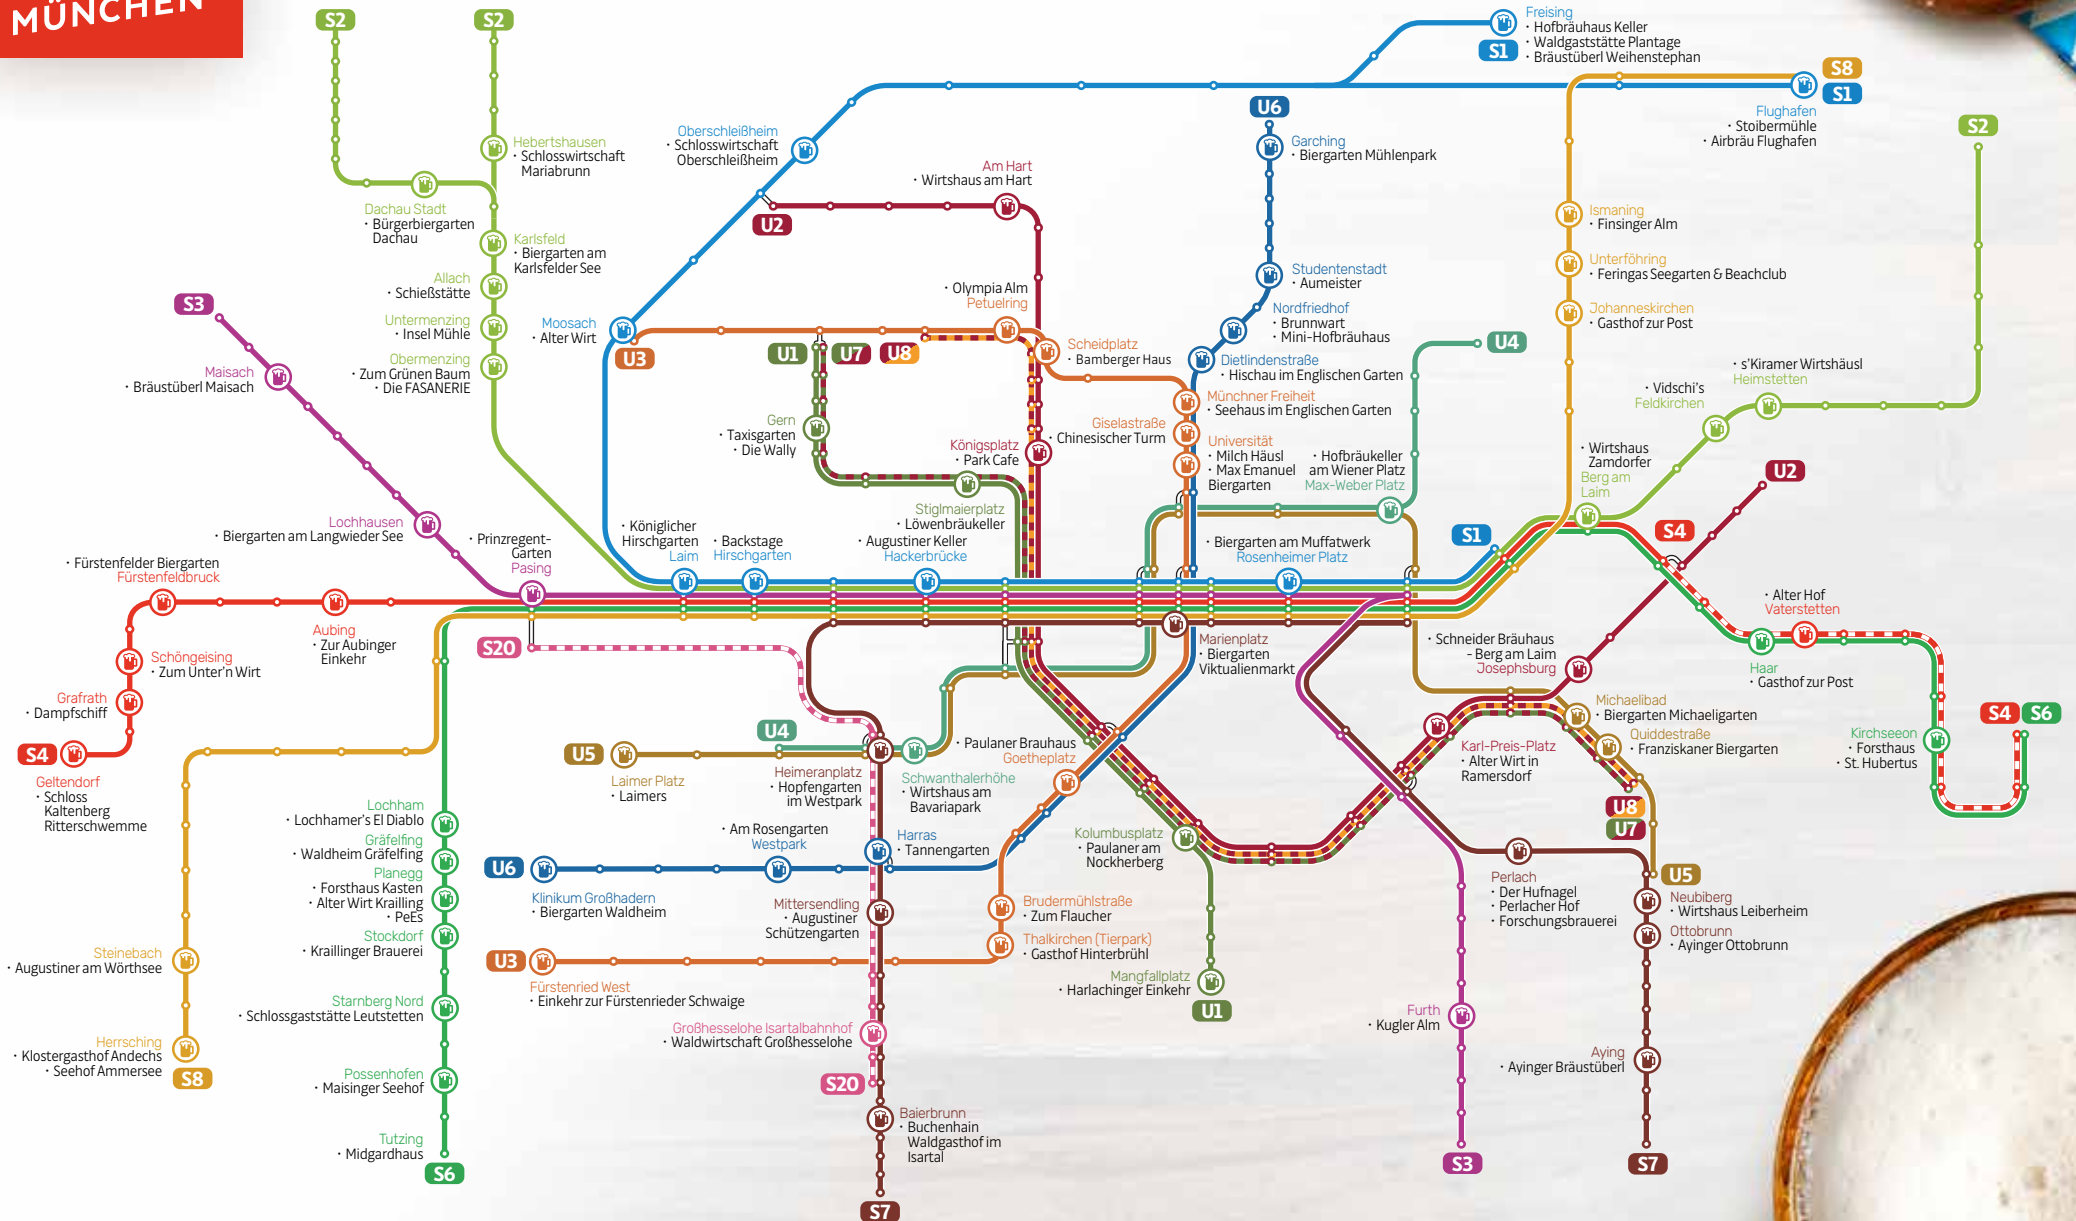 MÜNCHEN
S2
S2
Freising
· Hofbräuhaus Keller
· Waldgaststätte Plantage
· Bräustüberl Weihenstephan
S1
S8
S1
Flughafen
· Stoibermühle
· Airbräu Flughafen
S2
U6
Garching
· Biergarten Mühlenpark
Oberschleißheim
· Schlosswirtschaft
Oberschleißheim
Hebertshausen
· Schlosswirtschaft
Mariabrunn
Am Hart
· Wirtshaus am Hart
U2
Dachau Stadt
· Bürgerbiergarten
Dachau
Karlsfeld
· Biergarten am
Karlsfelder See
Allach
· Schießstätte
Untermenzing
· Insel Mühle
Obermenzing
· Zum Grünen Baum
· Die FASANERIE
Ismaning
· Finsinger Alm
Unterföhring
· Feringas Seegarten & Beachclub
Johanneskirchen
· Gasthof zur Post
Studentenstadt
· Aumeister
Nordfriedhof
· Brunnwart
· Mini-Hofbräuhaus
Dietlindenstraße
· Hischau im Englischen Garten
S3
Moosach
· Alter Wirt
U3
· Olympia Alm
Petuelring
U1
U7
U8
Scheidplatz
· Bamberger Haus
U4
Maisach
· Bräustüberl Maisach
Münchner Freiheit
· Seehaus im Englischen Garten
Giselastraße
· Chinesischer Turm
Universität
· Milch Häusl
· Max Emanuel
Biergarten
· Hofbräukeller
am Wiener Platz
Max-Weber Platz
· s'Kiramer Wirtshäusl
Heimstetten
· Vidschi's
Feldkirchen
· Wirtshaus
Zamdorfer
Berg am
Laim
U2
Gern
· Taxisgarten
· Die Wally
Königsplatz
· Park Cafe
Stiglmaierplatz
· Löwenbräukeller
Lochhausen
· Biergarten am Langwieder See
· Prinzregent-
Garten
Pasing
· Königlicher
Hirschgarten
Laim
· Backstage
Hirschgarten
· Augustiner Keller
Hackerbrücke
· Biergarten am Muffatwerk
Rosenheimer Platz
S1
S4
· Fürstenfelder Biergarten
Fürstenfeldbruck
Aubing
· Zur Aubinger
Einkehr
Schöngeising
· Zum Unter'n Wirt
Grafrath
· Dampfschiff
S4
Geltendorf
· Schloss
Kaltenberg
Ritterschwemme
S20
Marienplatz
· Biergarten
Viktualienmarkt
· Schneider Bräuhaus
- Berg am Laim
Josephsburg
· Alter Hof
Vaterstetten
Haar
· Gasthof zur Post
Michaelibad
· Biergarten Michaeligarten
Quiddestraße
· Franziskaner Biergarten
Karl-Preis-Platz
· Alter Wirt in
Ramersdorf
Kirchseeon
· Forsthaus
· St. Hubertus
S4
S6
U8
U7
U5
U4
U5
Laimer Platz
· Laimers
Heimeranplatz
· Hopfengarten
im Westpark
Schwanthalerhöhe
· Wirtshaus am
Bavariapark
· Paulaner Brauhaus
Goetheplatz
Lochham
· Lochhamer's El Diablo
Gräfelfing
· Waldheim Gräfelfing
Planegg
· Forsthaus Kasten
· Alter Wirt Krailling
· PeEs
Stockdorf
· Kraillinger Brauerei
· Am Rosengarten
Westpark
Harras
· Tannengarten
U6
Klinikum Großhadern
· Biergarten Waldheim
Kolumbusplatz
· Paulaner am
Nockherberg
Mittersendling
· Augustiner
Schützengarten
Brudermühlstraße
· Zum Flaucher
Thalkirchen (Tierpark)
· Gasthof Hinterbrühl
U3
Fürstenried West
· Einkehr zur Fürstenrieder Schwaige
Perlach
· Der Hufnagel
· Perlacher Hof
· Forschungsbrauerei
Neubiberg
· Wirtshaus Leiberheim
Ottobrunn
· Ayinger Ottobrunn
Steinebach
· Augustiner am Wörthsee
Herrsching
· Klostergasthof Andechs
· Seehof Ammersee
S8
Starnberg Nord
· Schlossgaststätte Leutstetten
Possenhofen
· Maisinger Seehof
Tutzing
· Midgardhaus
S6
Mangfallplatz
· Harlachinger Einkehr
U1
Großhesselohe Isartalbahnhof
· Waldwirtschaft Großhesselohe
S20
Baierbrunn
· Buchenhain
Waldgasthof im
Isartal
S7
Furth
· Kugler Alm
S3
Aying
· Ayinger Bräustüberl
S7